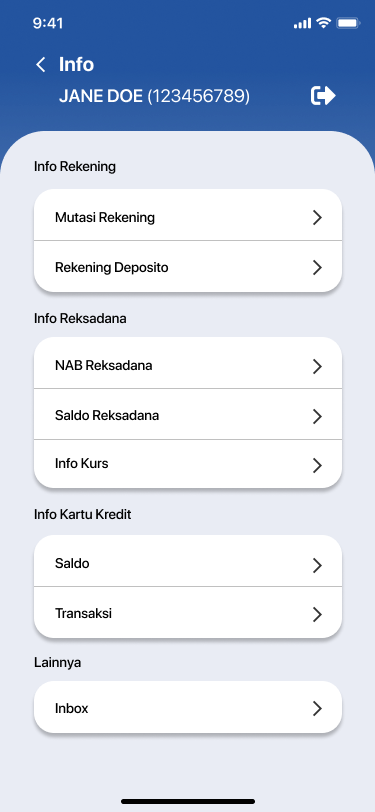 9:41
Info
JANE DOE (123456789)
Info Rekening
Mutasi Rekening
Rekening Deposito
Info Reksadana
NAB Reksadana
Saldo Reksadana
Info Kurs
Info Kartu Kredit
Saldo
Transaksi
Lainnya
Inbox